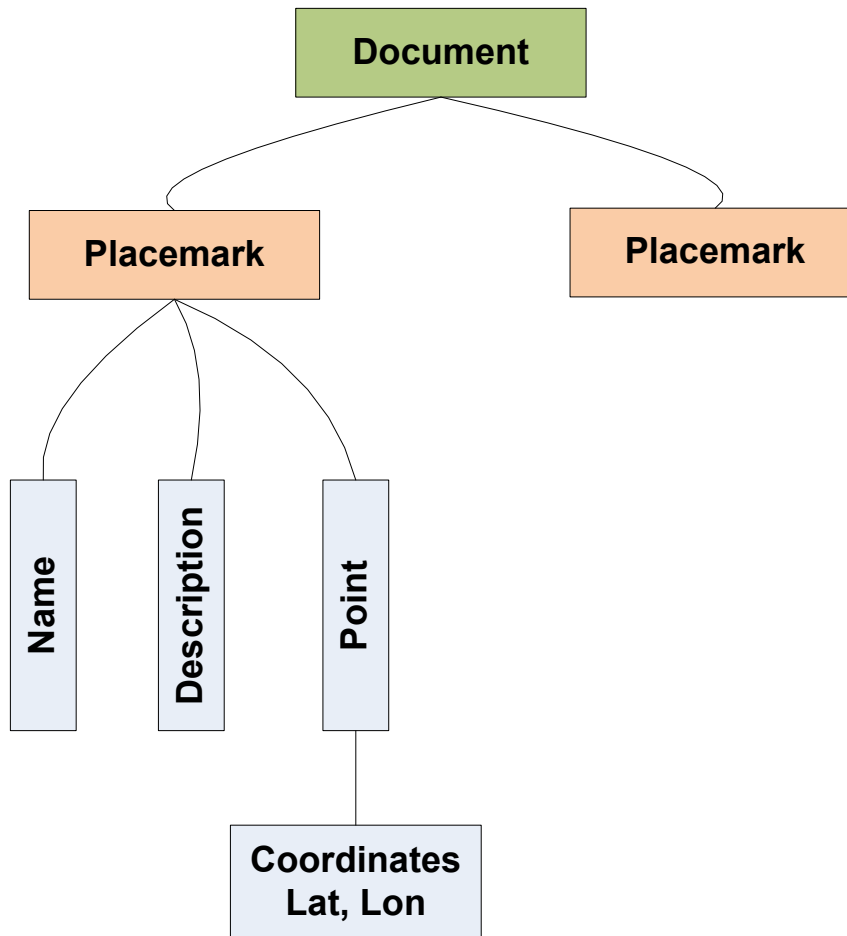 Document
Placemark
Placemark
Name
Description
Point
Coordinates
Lat, Lon